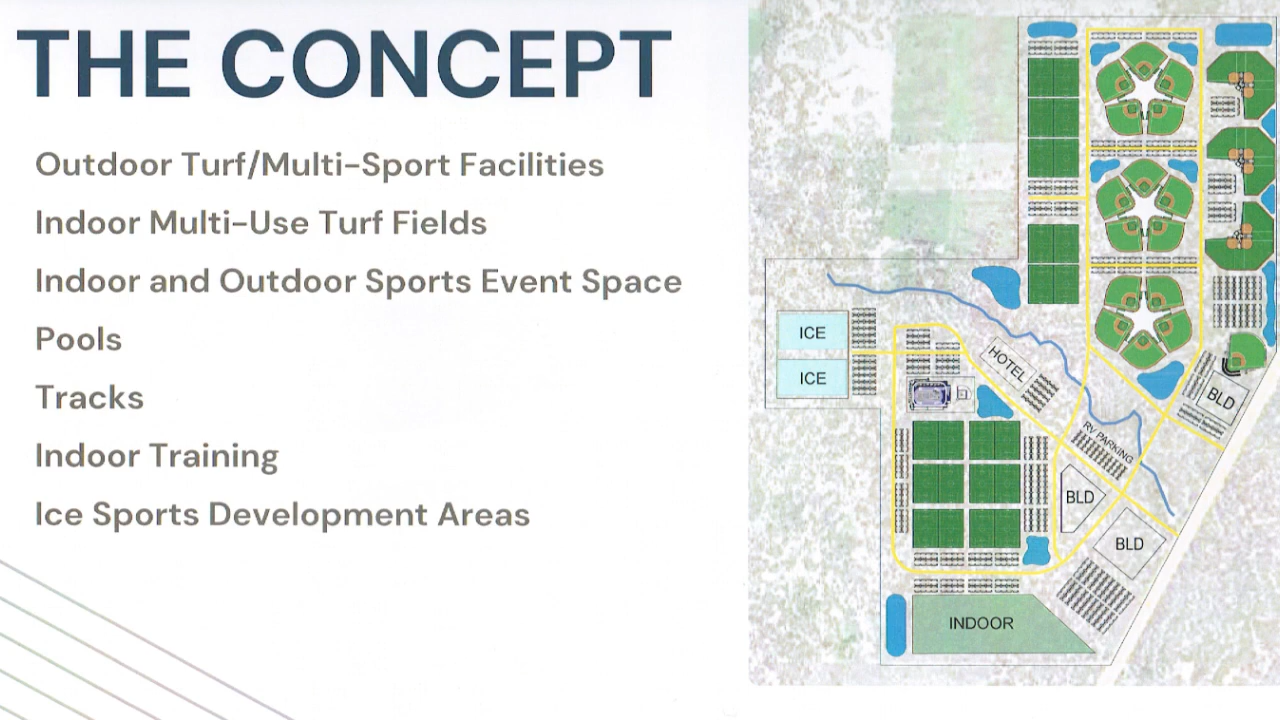 THE CONCEPT
Outdoor Turf/Multi-Sport Facilities
Indoor Multi-Use Turf Fields
Indoor and Outdoor Sports Event Space
Pools
Tracks
Indoor Training
Ice Sports Development Areas
ICE
ICE
HOTEL
BLD
RV PARKING
BLD
BLD
INDOOR